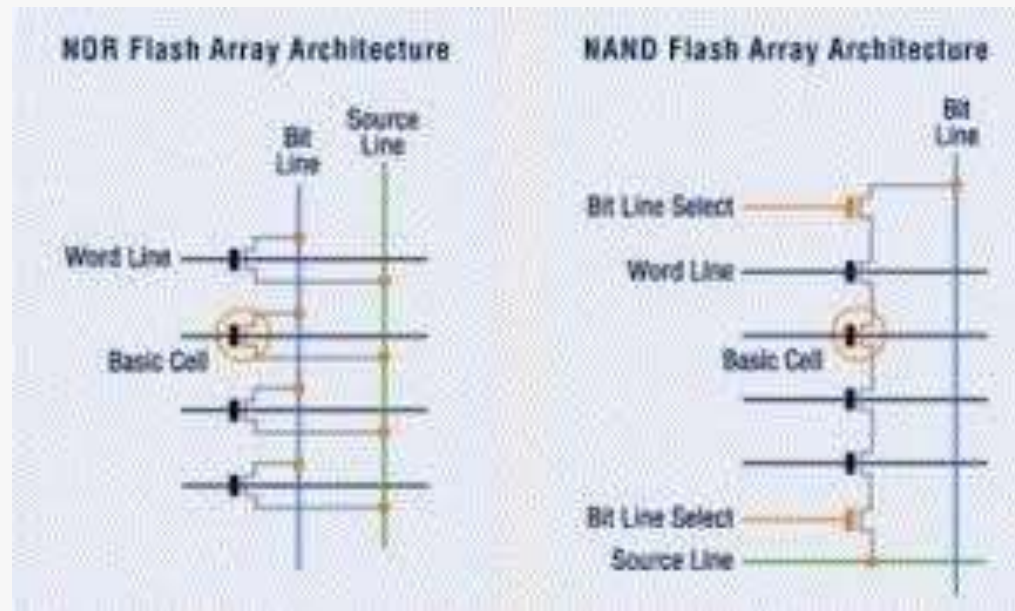 NOR Flash Array Architecture
Bit
Line
Source
Line
Word Line
Basic Cell
NAND Flash Array Architecture
Bit
Line
Bit Line Select
Word Line
Basic Cell
Bit Line Select
Source Line